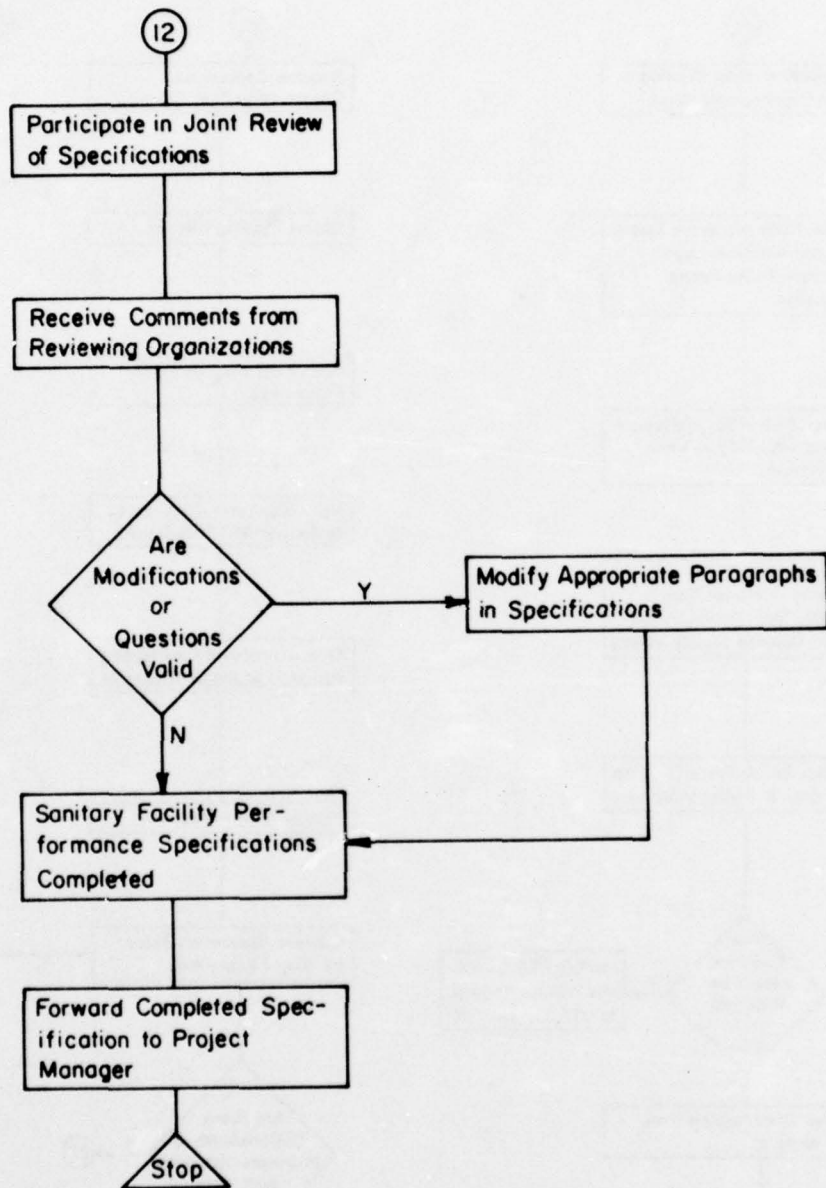 12
Participate in Joint Review
of Specifications
Receive Comments from
Reviewing Organizations
Are
Modifications
or
Questions
Valid
Y
Modify Appropriate Paragraphs
in Specifications
N
Sanitary Facility Per-
formance Specifications
Completed
Forward Completed Spec-
ification to Project
Manager
Stop